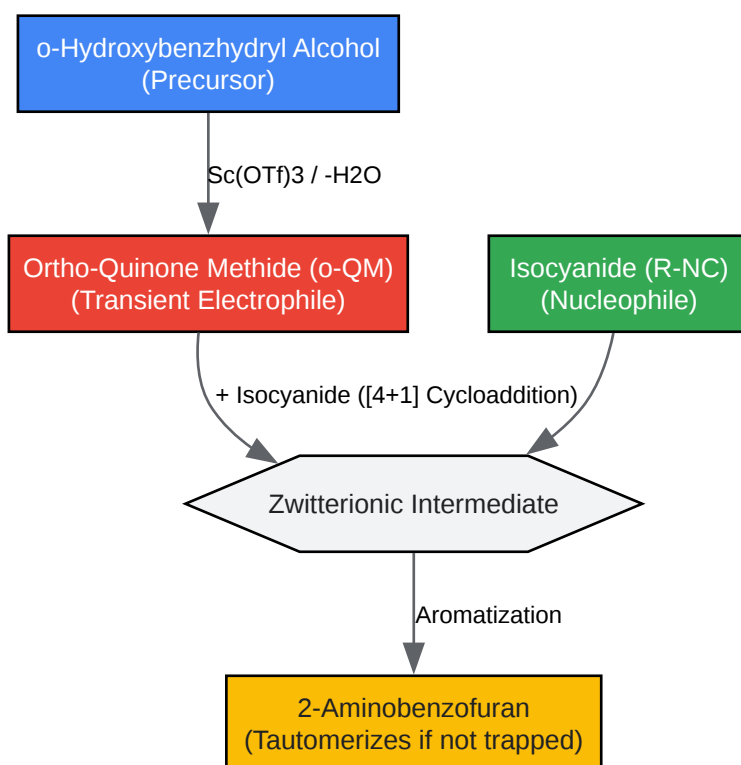 o-Hydroxybenzhydryl Alcohol
(Precursor)
Sc(OTf)3 / -H2O
Ortho-Quinone Methide (o-QM)
(Transient Electrophile)
Isocyanide (R-NC)
(Nucleophile)
+ Isocyanide ([4+1] Cycloaddition)
Zwitterionic Intermediate
Aromatization
2-Aminobenzofuran
(Tautomerizes if not trapped)